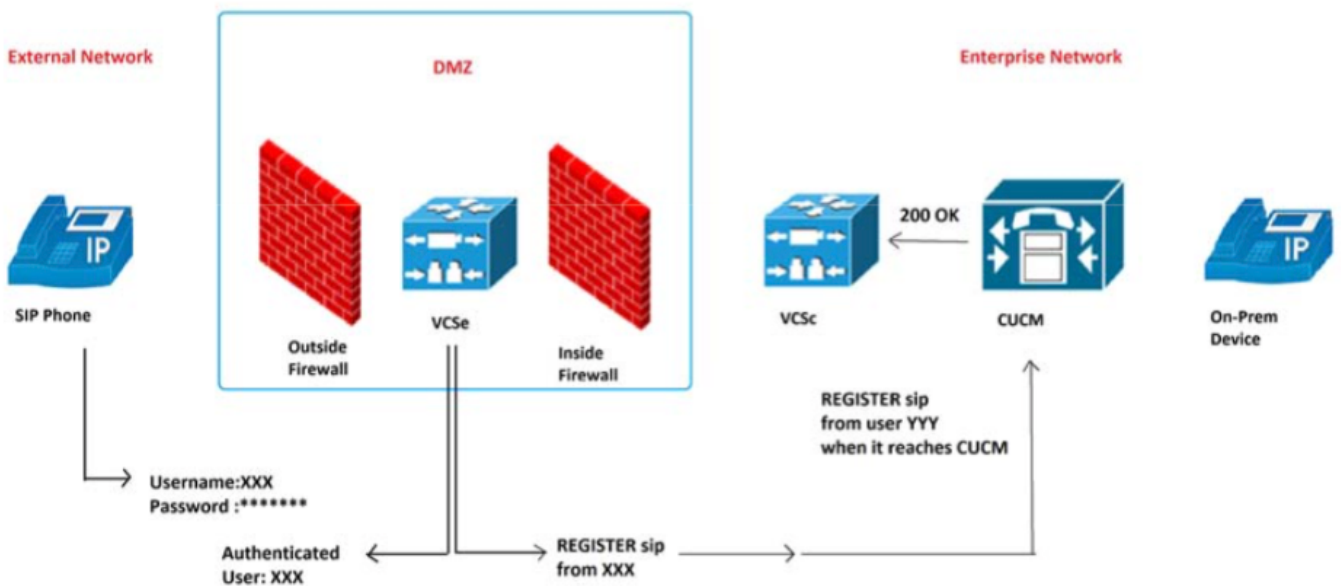 External Network
DMZ
Enterprise Network
IP
SIP Phone
Outside
Firewall
VCSe
Inside
Firewall
VCSc
200 OK
CUCM
IP
On-Prem
Device
Username:XXX
Password :*******
Authenticated
User: XXX
REGISTER sip
from XXX
REGISTER sip
from user YYY
when it reaches CUCM